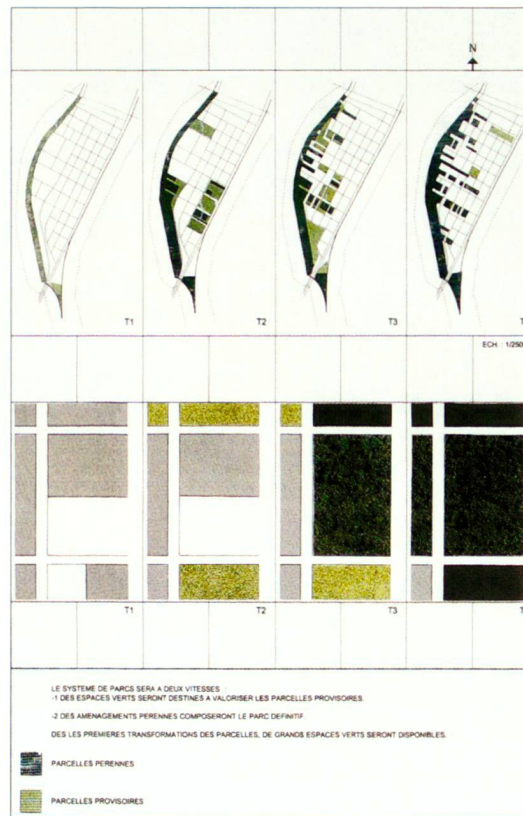 N
T1
T2
T3
T
ECH : 1/250
T1
T2
T3
T
LE SYSTEME DE PARCS SERA A DEUX VITESSES
-1 DES ESPACES VERTS SERONT DESTINES A VALORISER LES PARCELLES PROVISOIRES.
-2 DES AMENAGEMENTS PERENNES COMPOSERONT LE PARC DEFINITIF.
DES LES PREMIERES TRANSFORMATIONS DES PARCELLES, DE GRANDS ESPACES VERTS SERONT DISPONIBLES.
PARCELLES PERENNES
PARCELLES PROVISOIRES